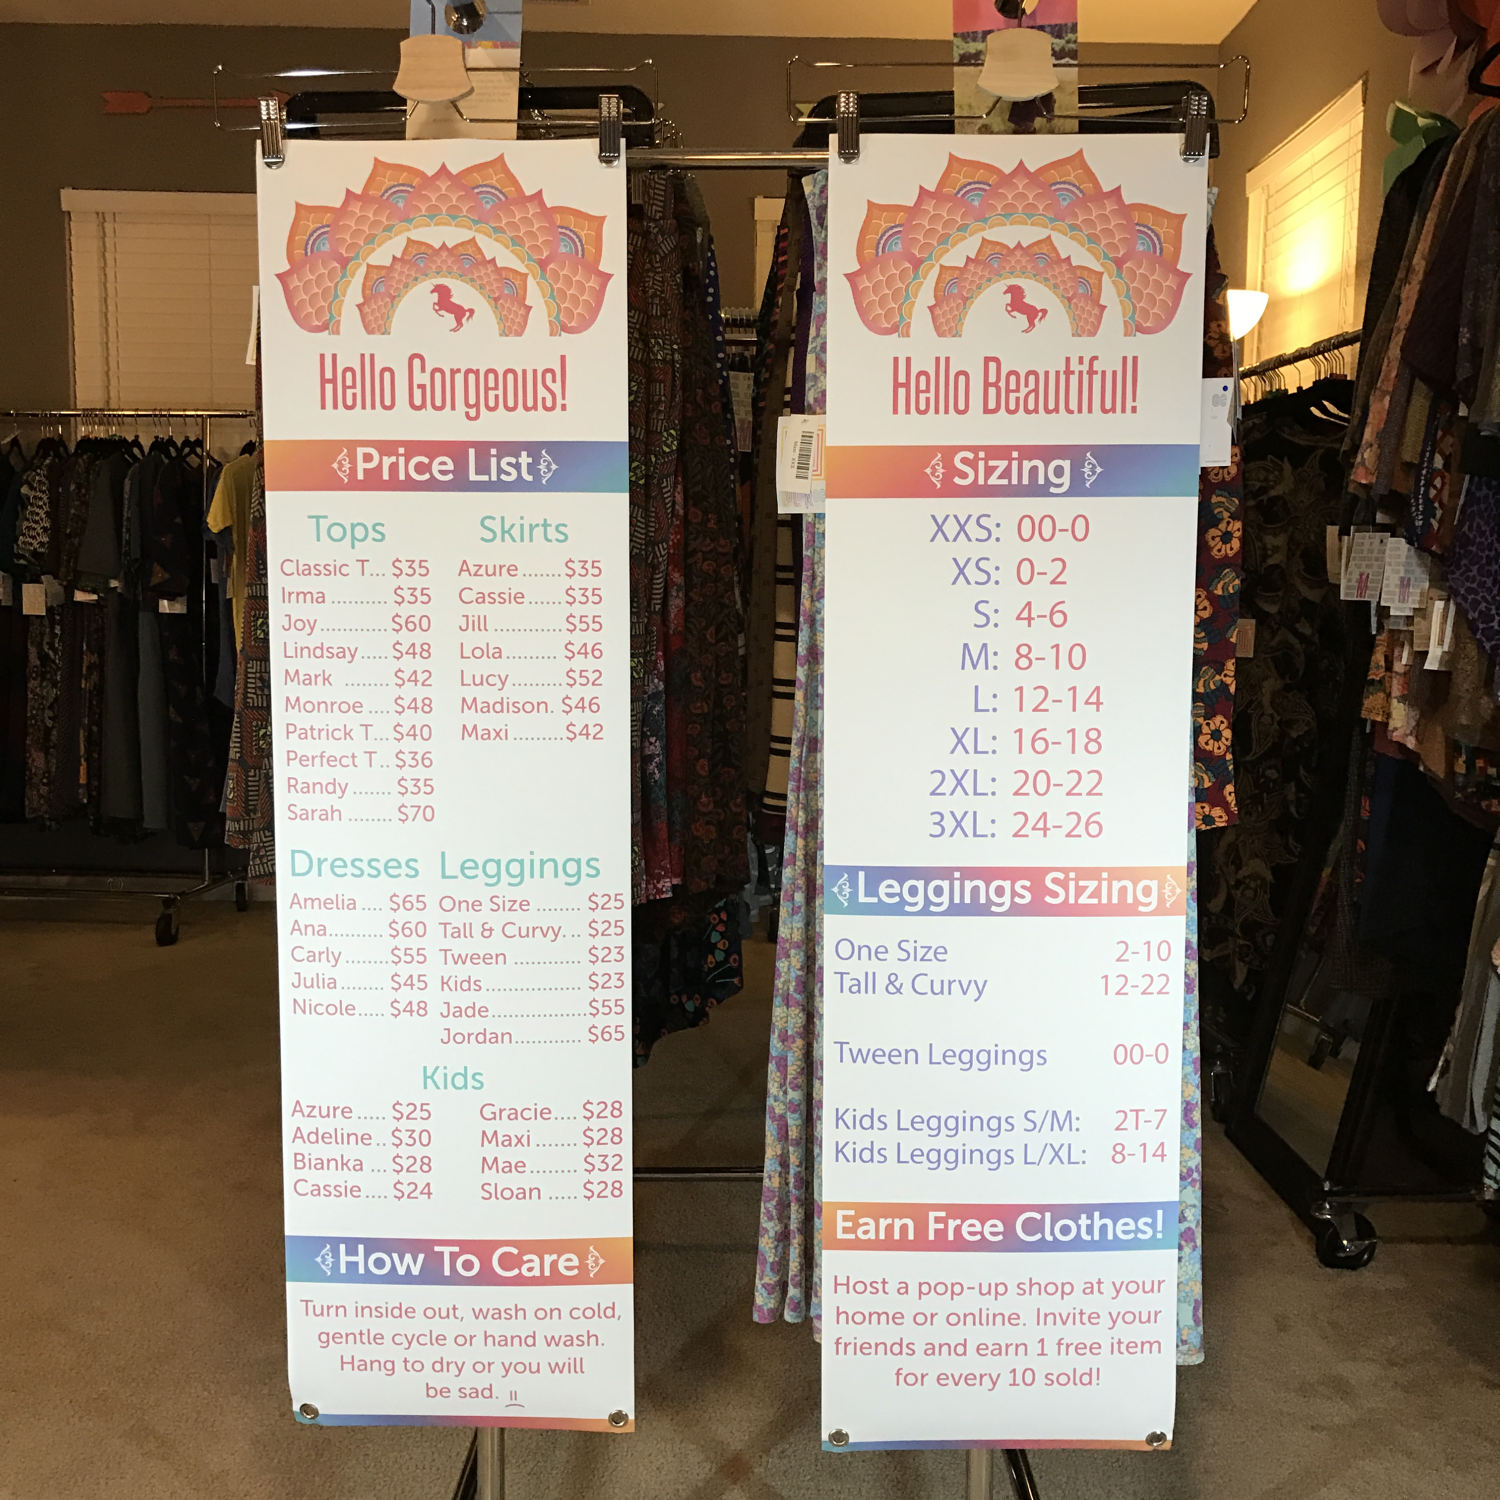 Hello Gorgeous!
Price List
Tops
Classic T... $35
Irma .......... $35
Joy............ $60
Lindsay..... $48
Mark ........ $42
Monroe .... $48
Patrick T... $40
Perfect T.. $36
Randy ....... $35
Sarah ........ $70
Skirts
Azure.......$35
Cassie......$35
Jill ............$55
Lola......... $46
Lucy.........$52
Madison. $46
Maxi .........$42
Dresses
Amelia .... $65
Ana.......... $60
Carly ........$55
Julia ........ $45
Nicole..... $48
Leggings
One Size ........ $25
Tall & Curvy... $25
Tween ............ $23
Kids................. $23
Jade.................$55
Jordan............ $65
Kids
Azure ..... $25
Adeline.. $30
Bianka ... $28
Cassie.... $24
Gracie.... $28
Maxi ....... $28
Mae........ $32
Sloan ..... $28
How To Care
Turn inside out, wash on cold,
gentle cycle or hand wash.
Hang to dry or you will
be sad.
Hello Beautiful!
Sizing
XXS: 00-0
XS: 0-2
S: 4-6
M: 8-10
L: 12-14
XL: 16-18
2XL: 20-22
3XL: 24-26
Leggings Sizing
One Size 2-10
Tall & Curvy 12-22
Tween Leggings 00-0
Kids Leggings S/M: 2T-7
Kids Leggings L/XL: 8-14
Earn Free Clothes!
Host a pop-up shop at your
home or online. Invite your
friends and earn 1 free item
for every 10 sold!